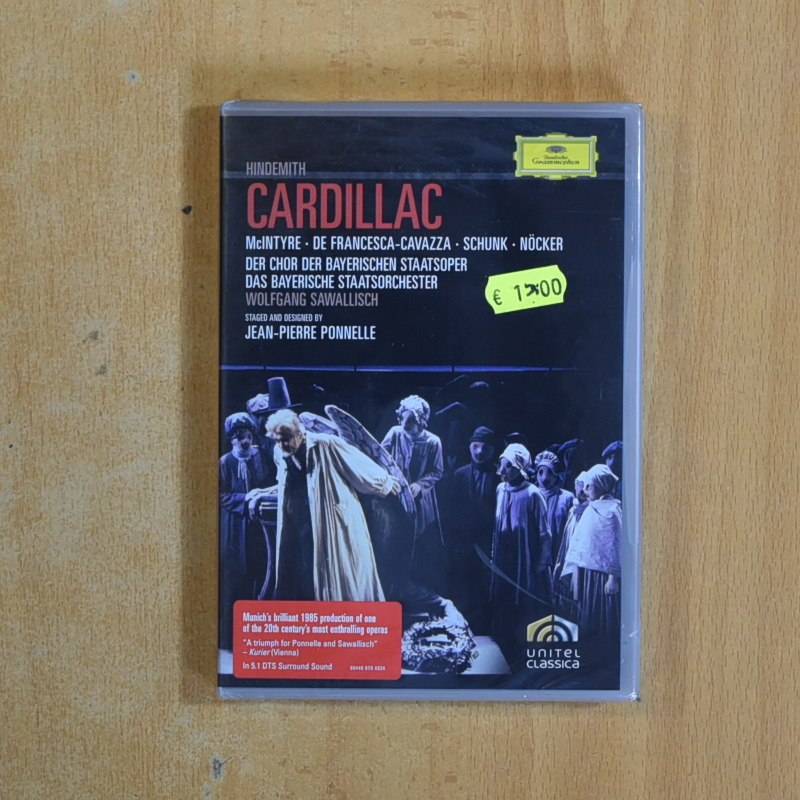 Deutsche
Grammophon
HINDEMITH
CARDILLAC
McINTYRE · DE FRANCESCA-CAVAZZA · SCHUNK · NÖCKER
DER CHOR DER BAYERISCHEN STAATSOPER
DAS BAYERISCHE STAATSORCHESTER
WOLFGANG SAWALLISCH
STAGED AND DESIGNED BY
JEAN-PIERRE PONNELLE
Munich's brilliant 1985 production of one
of the 20th century's most enthralling operas
"A triumph for Ponnelle and Sawallisch"
– Kurier (Vienna)
In 5.1 DTS Surround Sound
UNITEL
CLASSICA